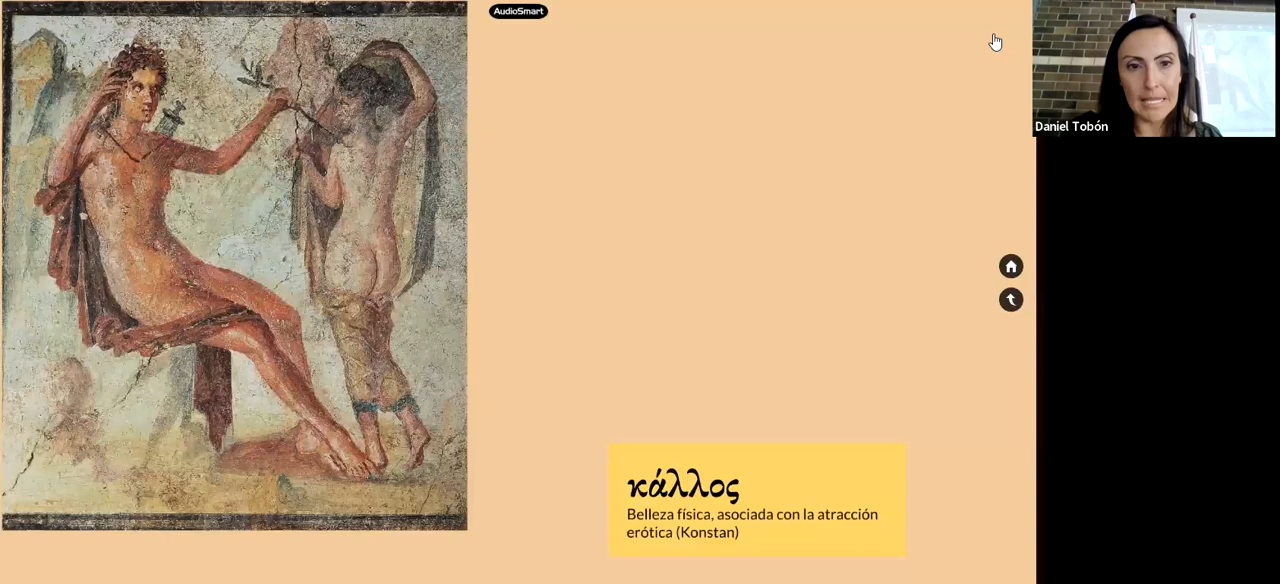 AudioSmart
Daniel Tobón
κάλλος
Belleza física, asociada con la atracción
erótica (Konstan)